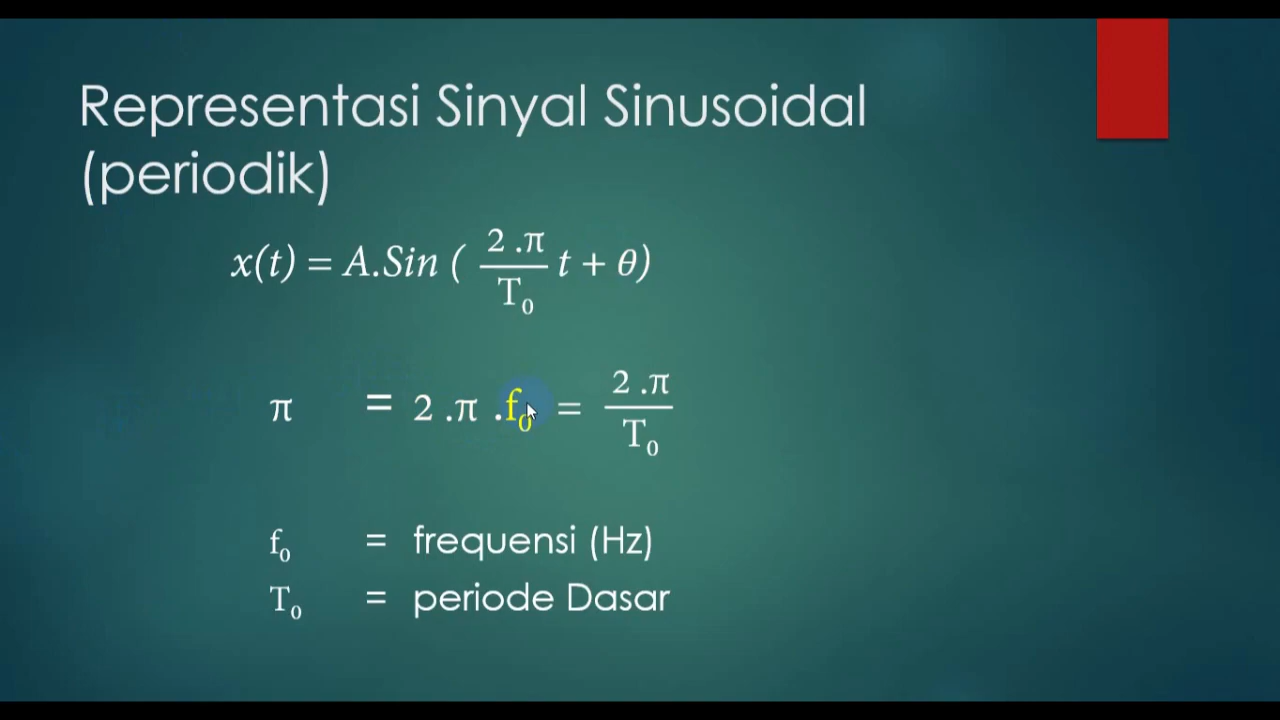 Representasi Sinyal Sinusoidal
(periodik)
x(t) = A.Sin ( 2 .π / T₀ t + θ)
π = 2 .π .f₀ = 2 .π / T₀
f₀ = frequensi (Hz)
T₀ = periode Dasar